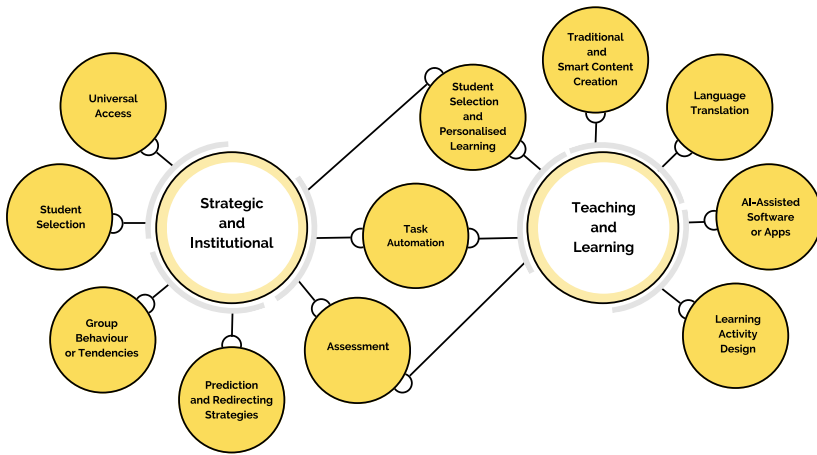 Traditional
and
Smart Content
Creation
Universal
Access
Student
Selection
and
Personalised
Learning
Language
Translation
Strategic
and
Institutional
Teaching
and
Learning
Student
Selection
Task
Automation
AI-Assisted
Software
or Apps
Group
Behaviour
or Tendencies
Assessment
Learning
Activity
Design
Prediction
and Redirecting
Strategies